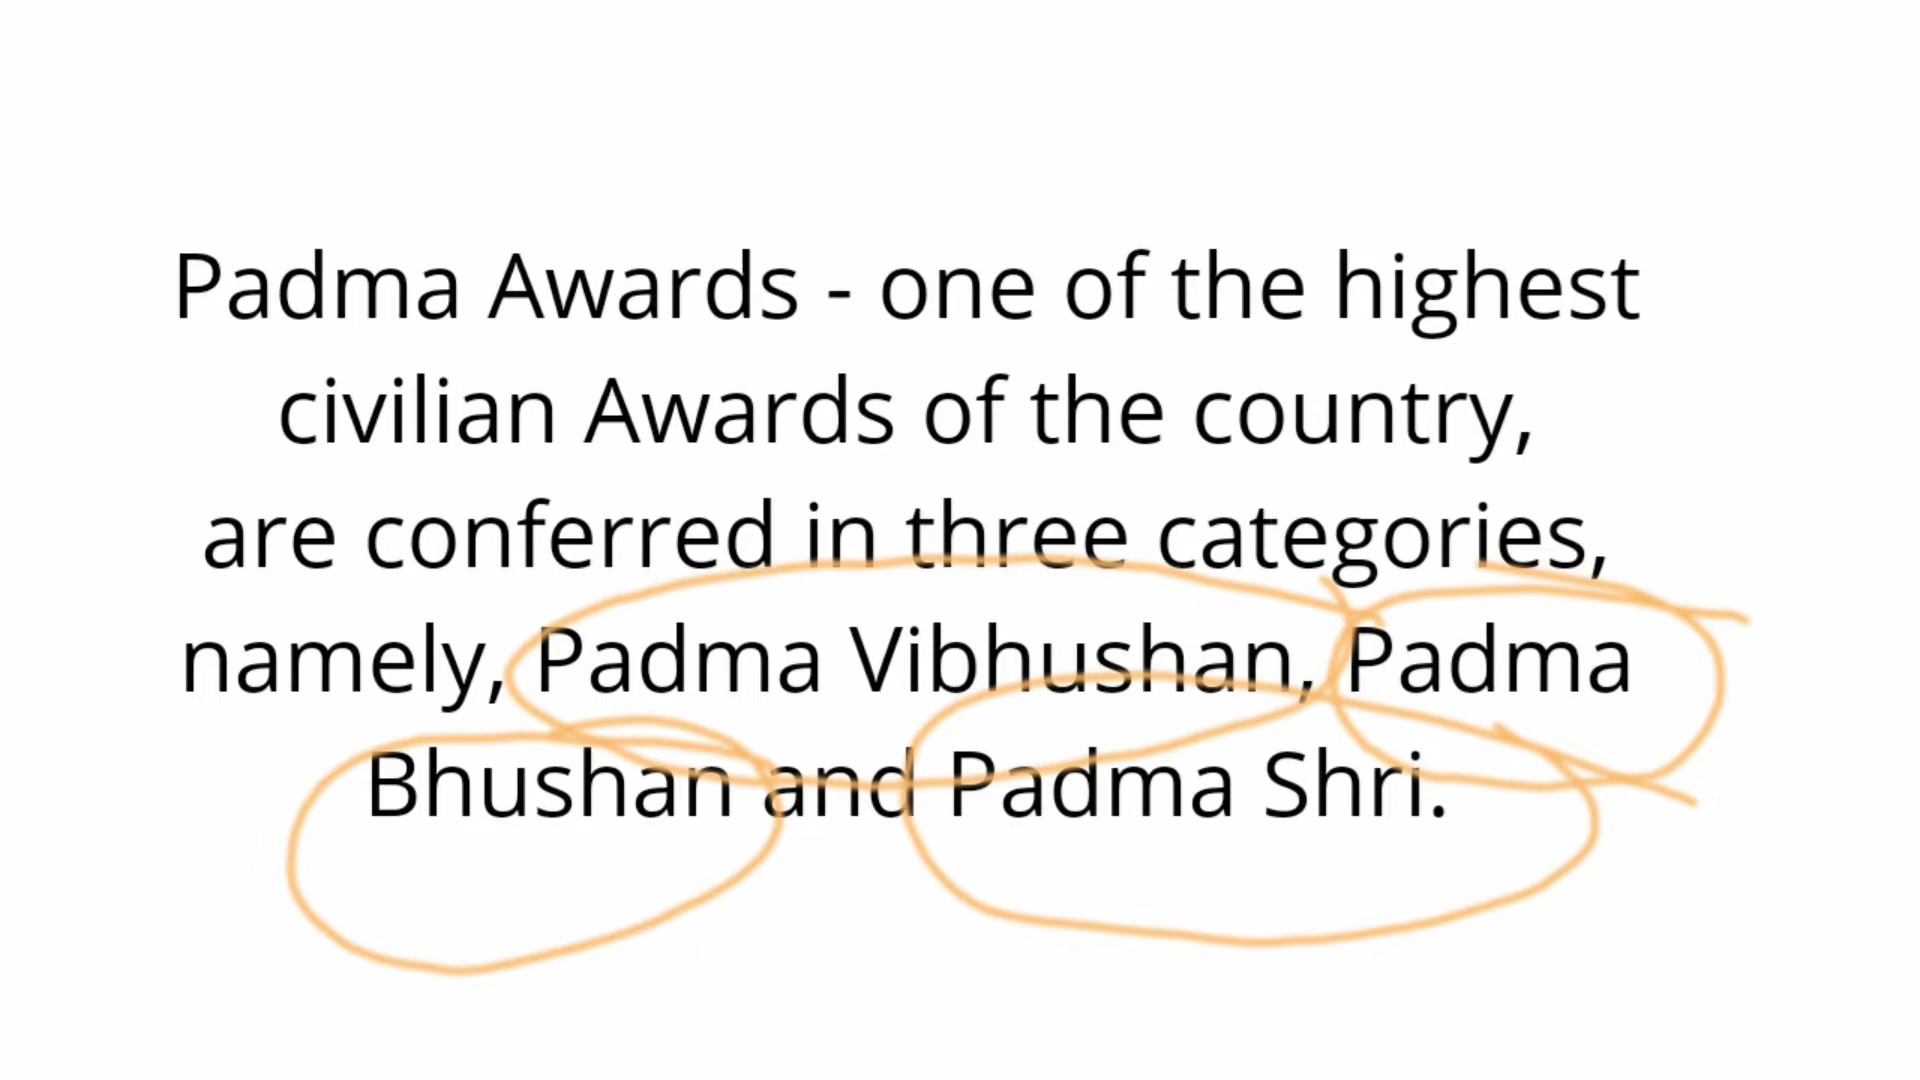 Padma Awards - one of the highest
civilian Awards of the country,
are conferred in three categories,
namely, Padma Vibhushan, Padma
Bhushan and Padma Shri.